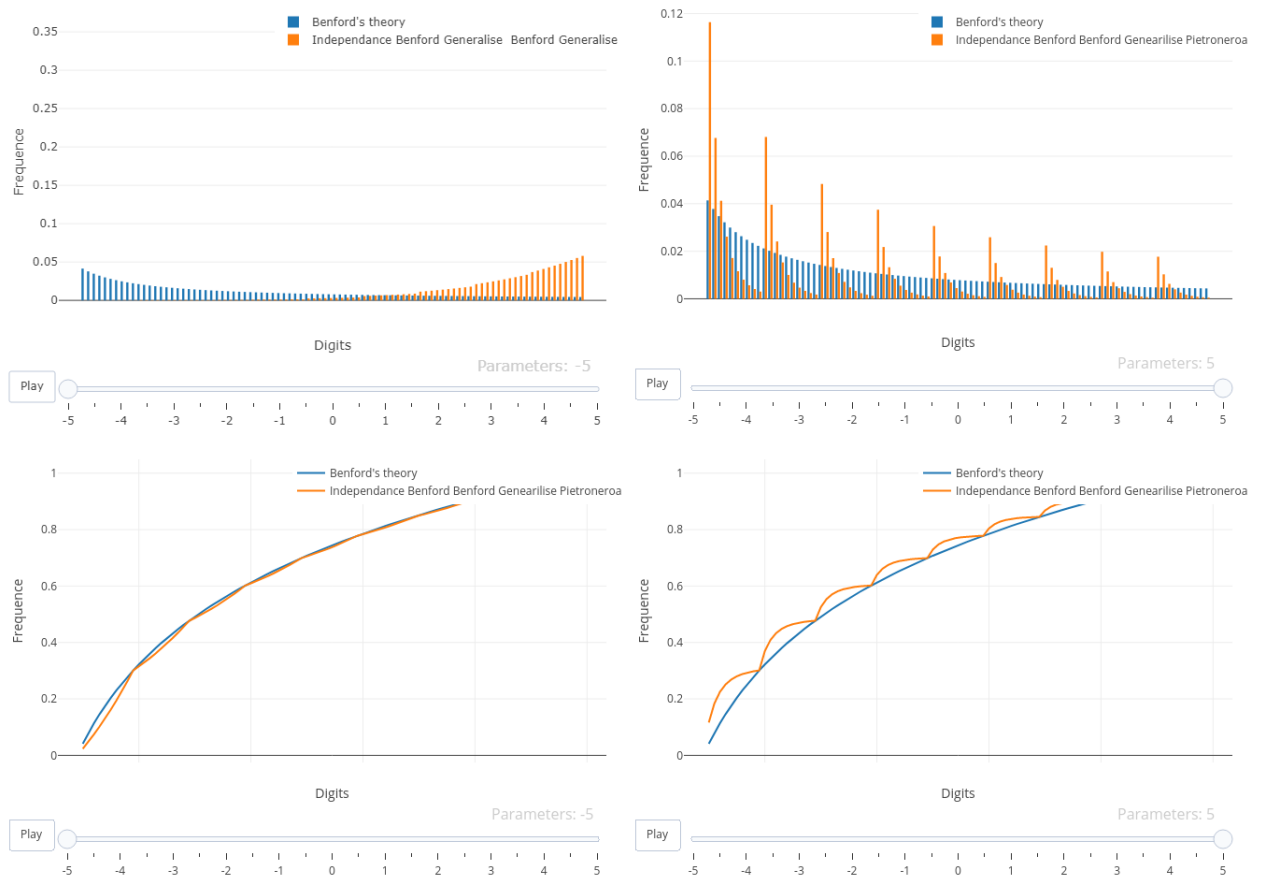 Benford's theory
Independance Benford Generalise Benford Generalise
0.35
0.3
0.25
0.2
0.15
0.1
0.05
0
Frequence
Digits
Parameters: -5
Play
-5 -4 -3 -2 -1 0 1 2 3 4 5
Benford's theory
Independance Benford Benford Genearilise Pietroneroa
0.12
0.1
0.08
0.06
0.04
0.02
0
Frequence
Digits
Parameters: 5
Play
-5 -4 -3 -2 -1 0 1 2 3 4 5
Benford's theory
Independance Benford Benford Genearilise Pietroneroa
1
0.8
0.6
0.4
0.2
0
Frequence
Digits
Parameters: -5
Play
-5 -4 -3 -2 -1 0 1 2 3 4 5
Benford's theory
Independance Benford Benford Genearilise Pietroneroa
1
0.8
0.6
0.4
0.2
0
Frequence
Digits
Parameters: 5
Play
-5 -4 -3 -2 -1 0 1 2 3 4 5